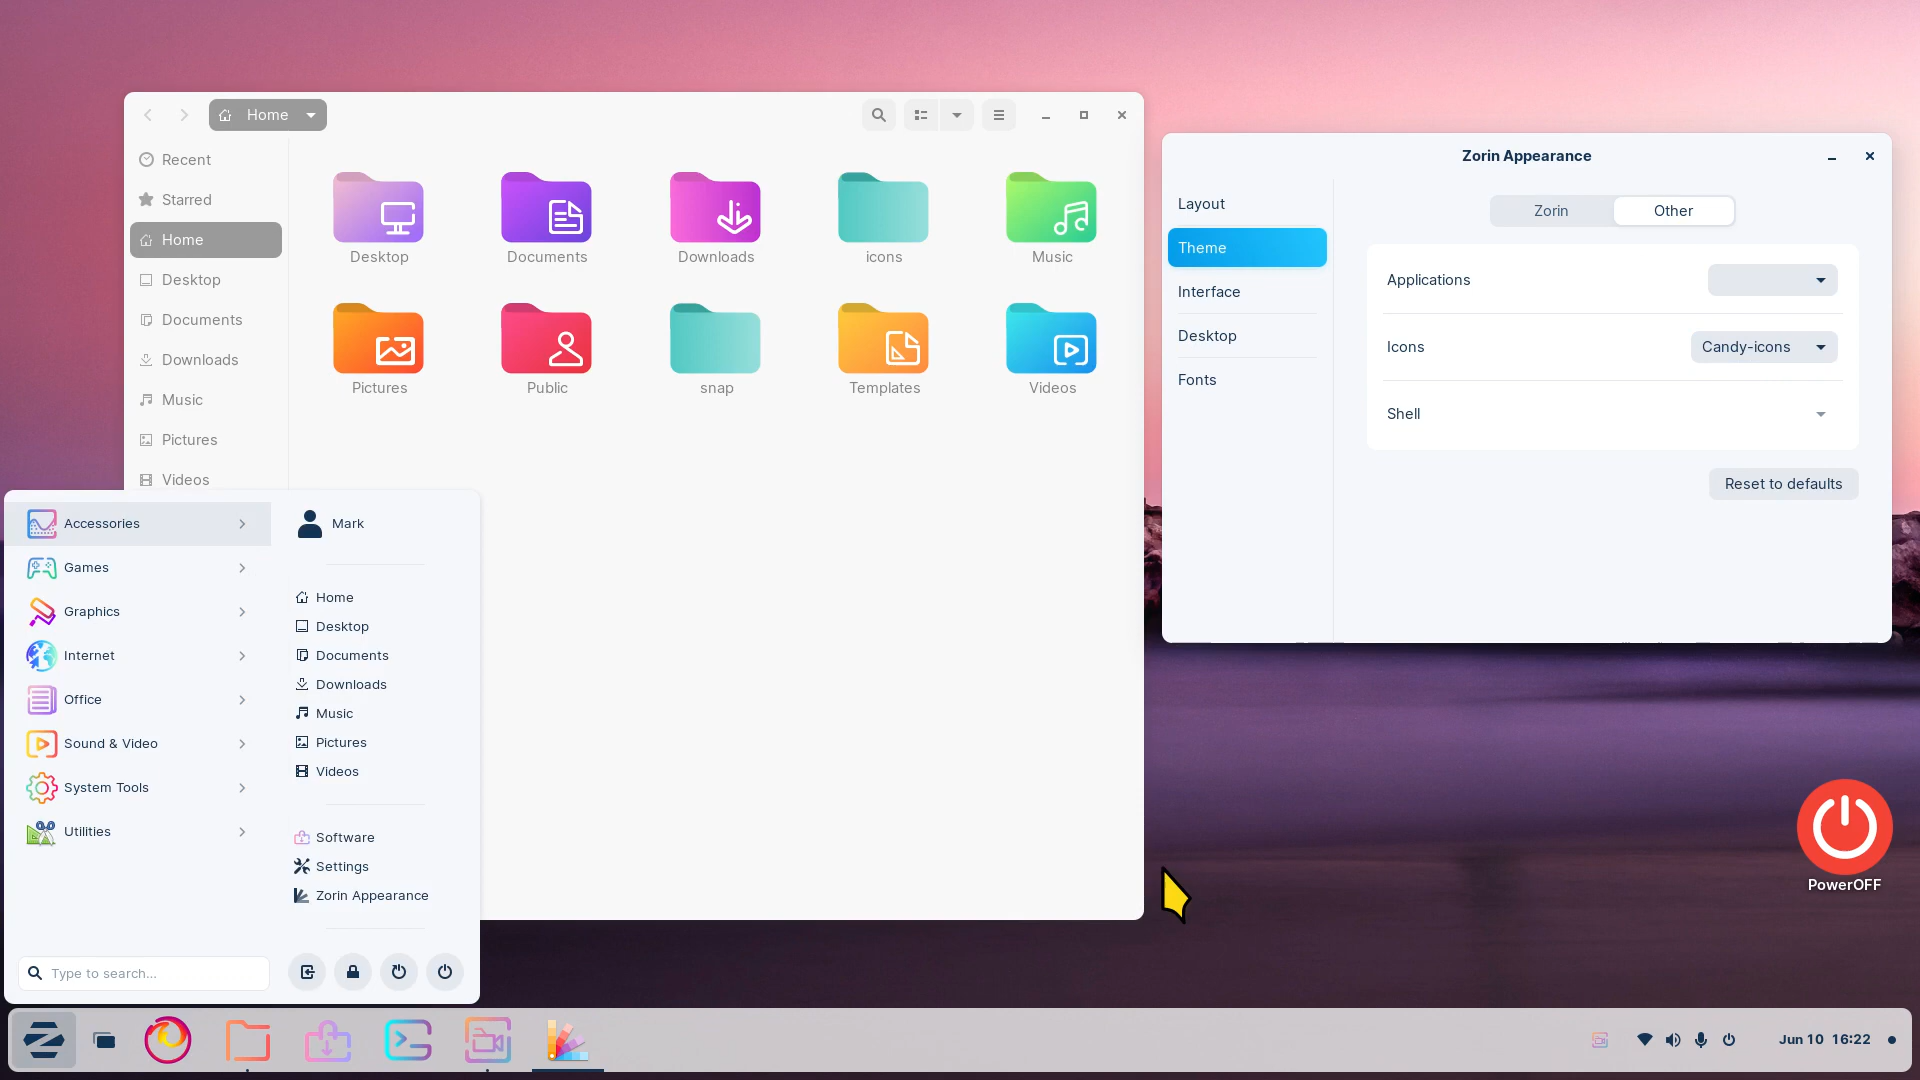 Home
Recent
Starred
Home
Desktop
Documents
Downloads
Music
Pictures
Videos
Desktop
Documents
Downloads
icons
Music
Pictures
Public
snap
Templates
Videos
Zorin Appearance
Layout
Theme
Interface
Desktop
Fonts
Zorin
Other
Applications
Icons
Candy-icons
Shell
Reset to defaults
Accessories
Games
Graphics
Internet
Office
Sound & Video
System Tools
Utilities
Type to search...
Mark
Home
Desktop
Documents
Downloads
Music
Pictures
Videos
Software
Settings
Zorin Appearance
PowerOFF
Jun 10 16:22